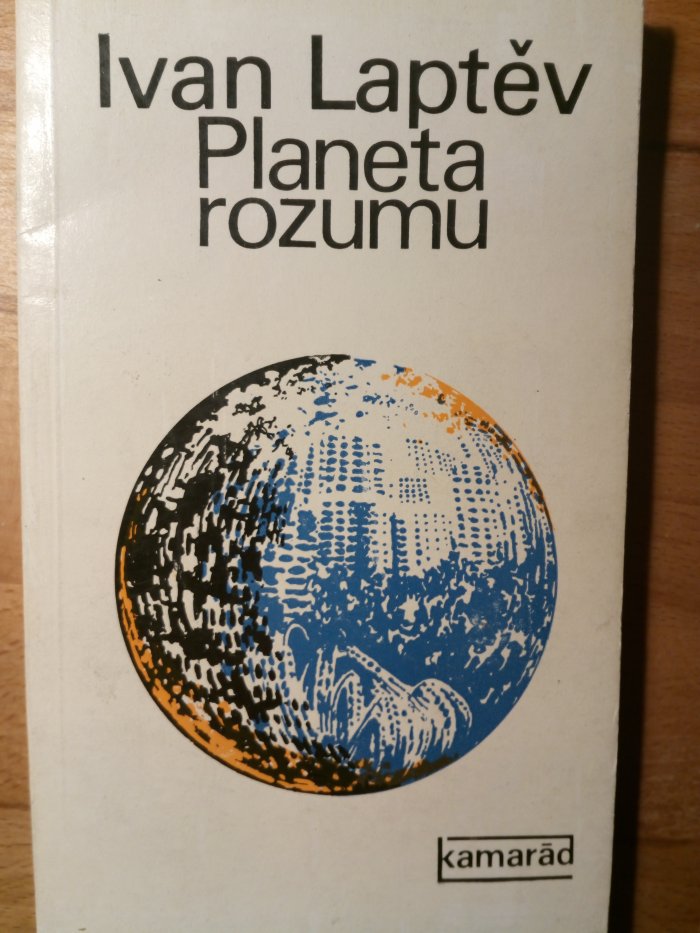 Ivan Laptěv
Planeta
rozumu
kamarád